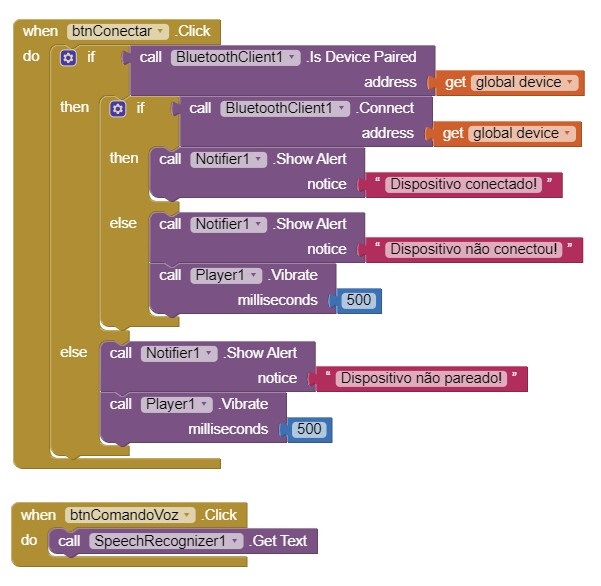 when btnConectar .Click
do if call BluetoothClient1 .Is Device Paired
address get global device
then if call BluetoothClient1 .Connect
address get global device
then call Notifier1 .Show Alert
notice " Dispositivo conectado! "
else call Notifier1 .Show Alert
notice " Dispositivo não conectou! "
call Player1 .Vibrate
milliseconds 500
else call Notifier1 .Show Alert
notice " Dispositivo não pareado! "
call Player1 .Vibrate
milliseconds 500
when btnComandoVoz .Click
do call SpeechRecognizer1 .Get Text